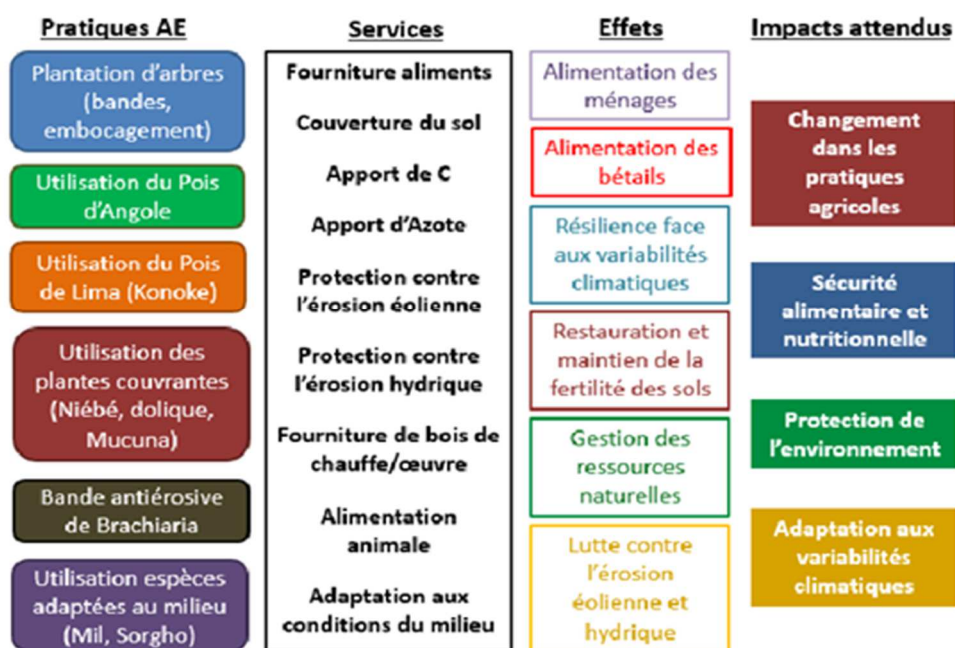 Pratiques AE
Plantation d'arbres
(bandes,
embocagement)
Utilisation du Pois
d'Angole
Utilisation du Pois
de Lima (Konoke)
Utilisation des
plantes couvrantes
(Niébé, dolique,
Mucuna)
Bande antiérosive
de Brachiaria
Utilisation espèces
adaptées au milieu
(Mil, Sorgho)
Services
Fourniture aliments
Couverture du sol
Apport de C
Apport d'Azote
Protection contre
l'érosion éolienne
Protection contre
l'érosion hydrique
Fourniture de bois de
chauffe/œuvre
Alimentation
animale
Adaptation aux
conditions du milieu
Effets
Alimentation des
ménages
Alimentation des
bétails
Résilience face
aux variabilités
climatiques
Restauration et
maintien de la
fertilité des sols
Gestion des
ressources
naturelles
Lutte contre
l'érosion
éolienne et
hydrique
Impacts attendus
Changement
dans les
pratiques
agricoles
Sécurité
alimentaire et
nutritionnelle
Protection de
l'environnement
Adaptation aux
variabilités
climatiques